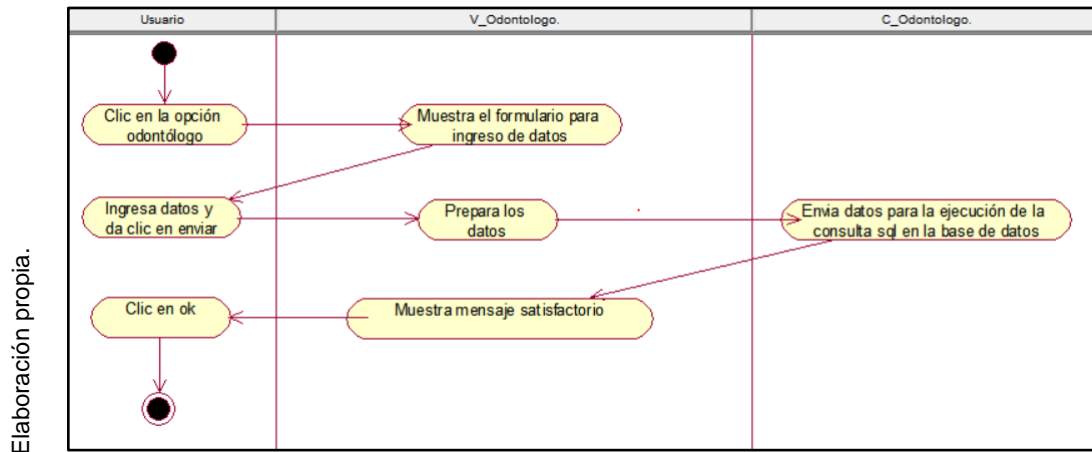 Usuario
V_Odontologo.
C_Odontologo.
Clic en la opción
odontólogo
Muestra el formulario para
ingreso de datos
Ingresa datos y
da clic en enviar
Prepara los
datos
Envia datos para la ejecución de la
consulta sql en la base de datos
Clic en ok
Muestra mensaje satisfactorio
Elaboración propia.